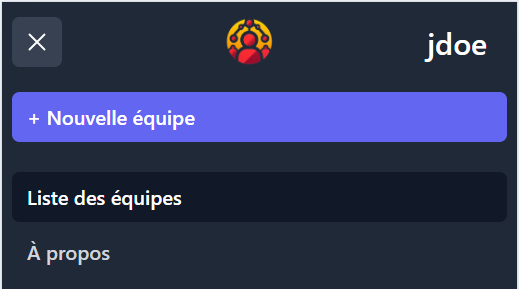 jdoe
+ Nouvelle équipe
Liste des équipes
À propos